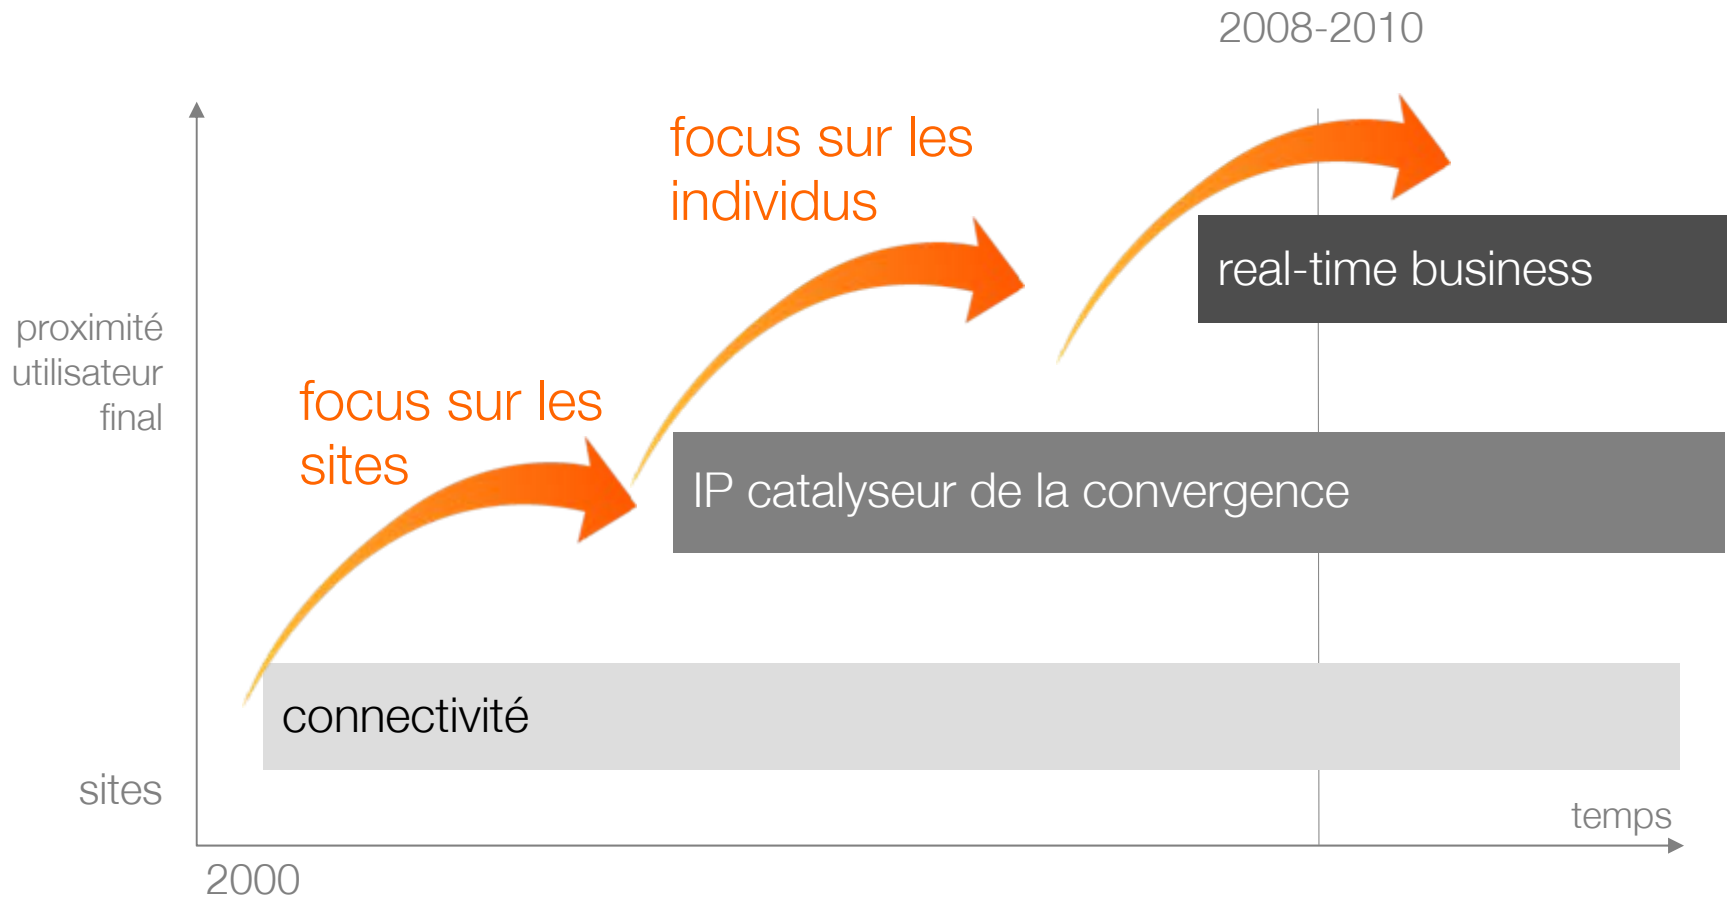 2008-2010
focus sur les
individus
real-time business
proximité
utilisateur
final
focus sur les
sites
IP catalyseur de la convergence
connectivité
sites
temps
2000